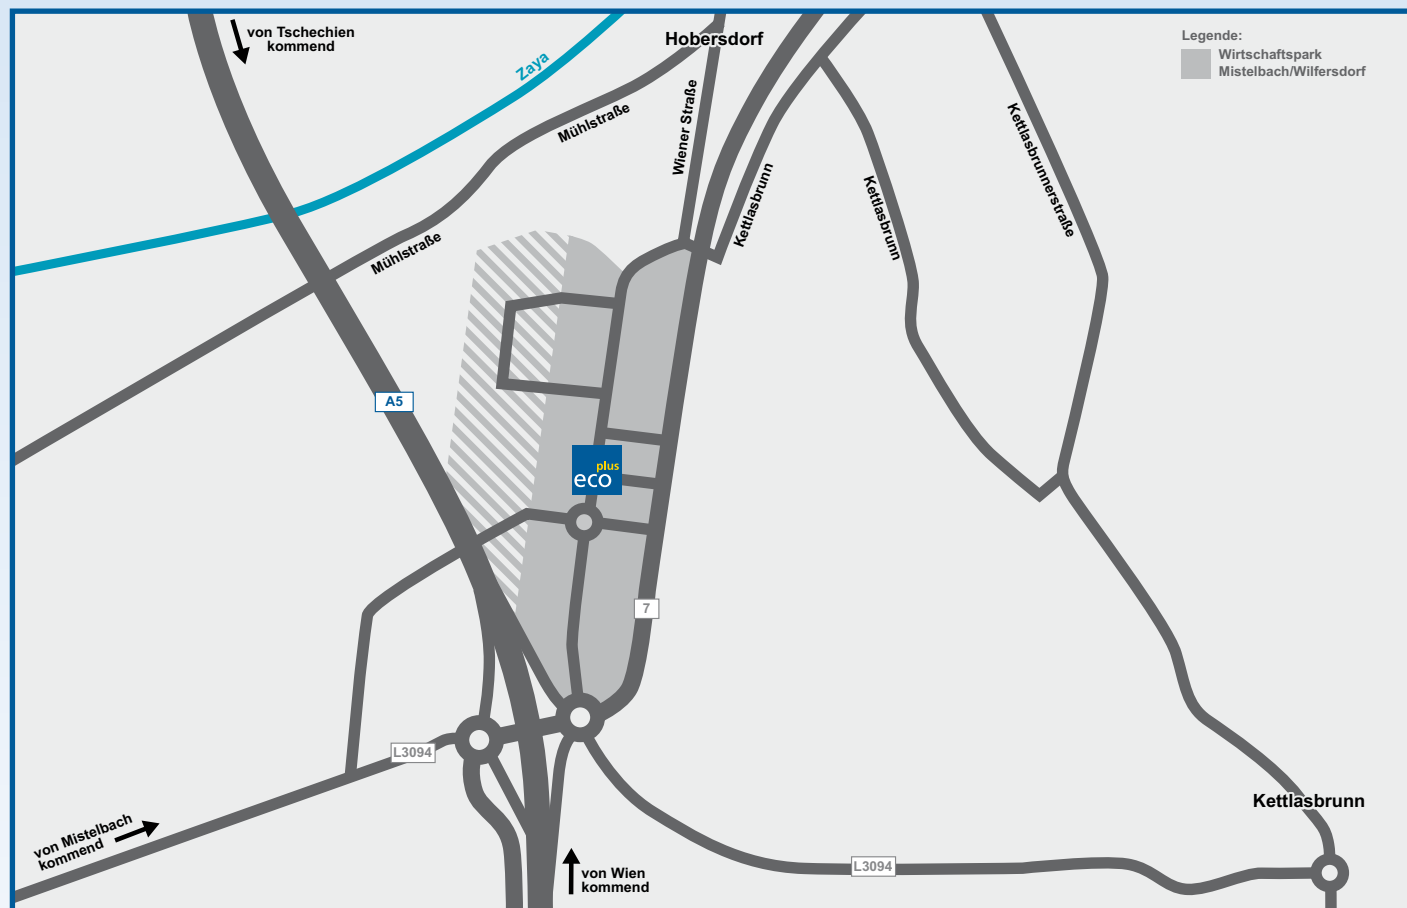 von Tschechien
kommend
Zaya
Hobersdorf
Legende:
Wirtschaftspark
Mistelbach/Wilfersdorf
Mühlstraße
Wiener Straße
Kettlasbrunnerstraße
Kettlasbrunn
Kettlasbrunn
Mühlstraße
A5
plus
eco
7
L3094
Kettlasbrunn
von Mistelbach
kommend
L3094
von Wien
kommend